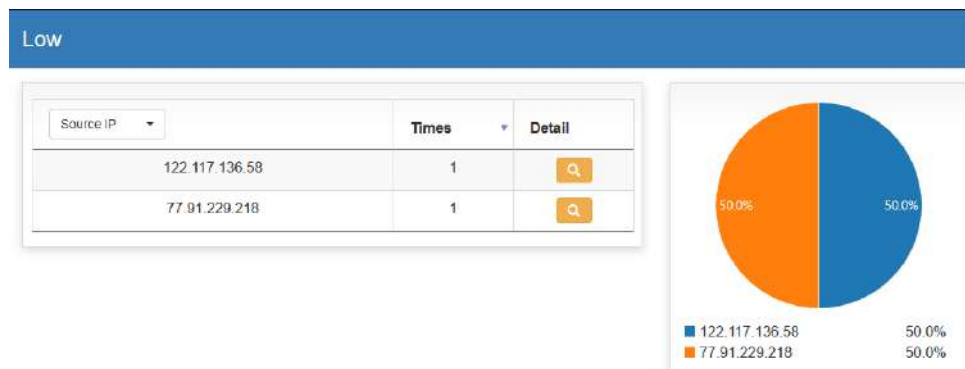 Low
Source IP Times Detail
122.117.136.58 1
77.91.229.218 1
50.0% 50.0%
122.117.136.58 50.0%
77.91.229.218 50.0%